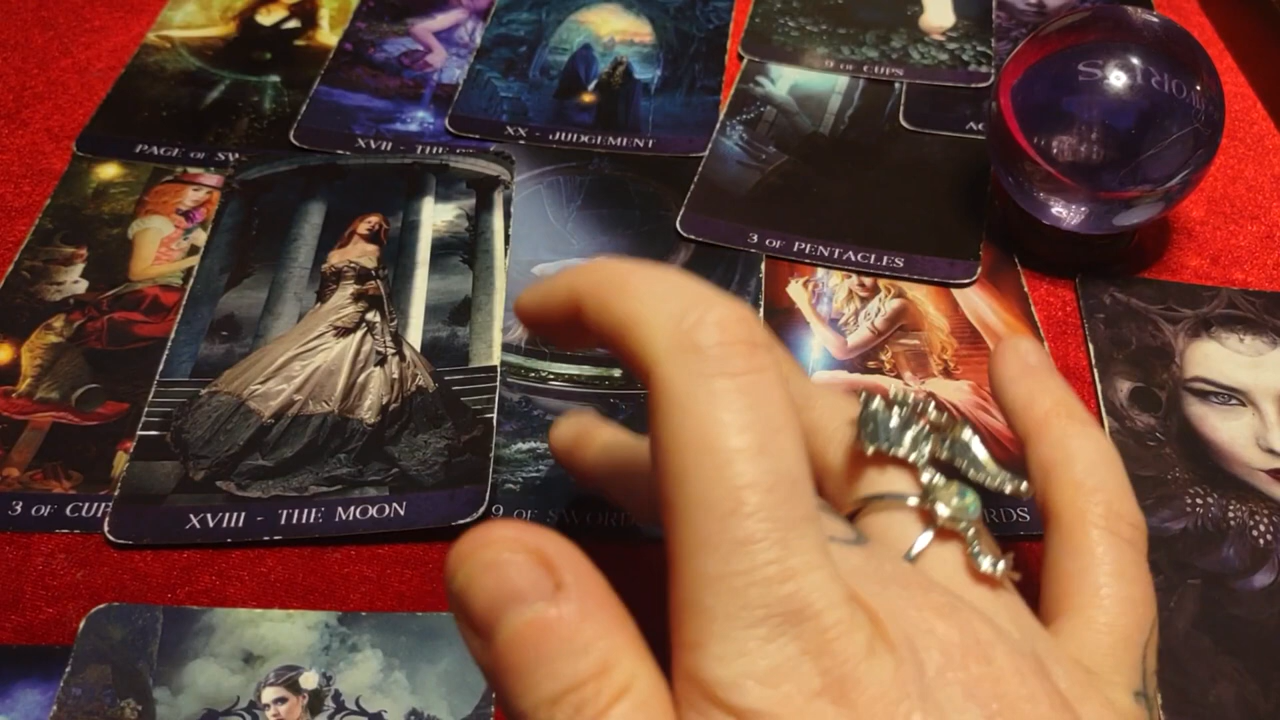 PAGE OF SW
XVII - THE
XX - JUDGEMENT
9 OF CUPS
3 OF PENTACLES
AC
3 OF CUP
XVIII - THE MOON
9 OF SWORD
RDS